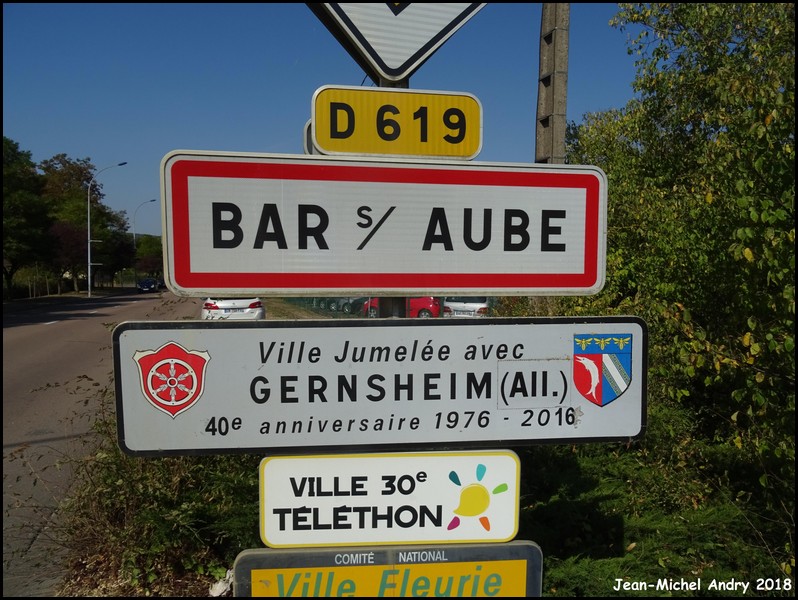 D 619
BAR s/ AUBE
Ville Jumelée avec
GERNSHEIM (All.)
40e anniversaire 1976 - 2016
VILLE 30e
TÉLÉTHON
COMITÉ NATIONAL
Ville Fleurie
Jean-Michel Andry 2018